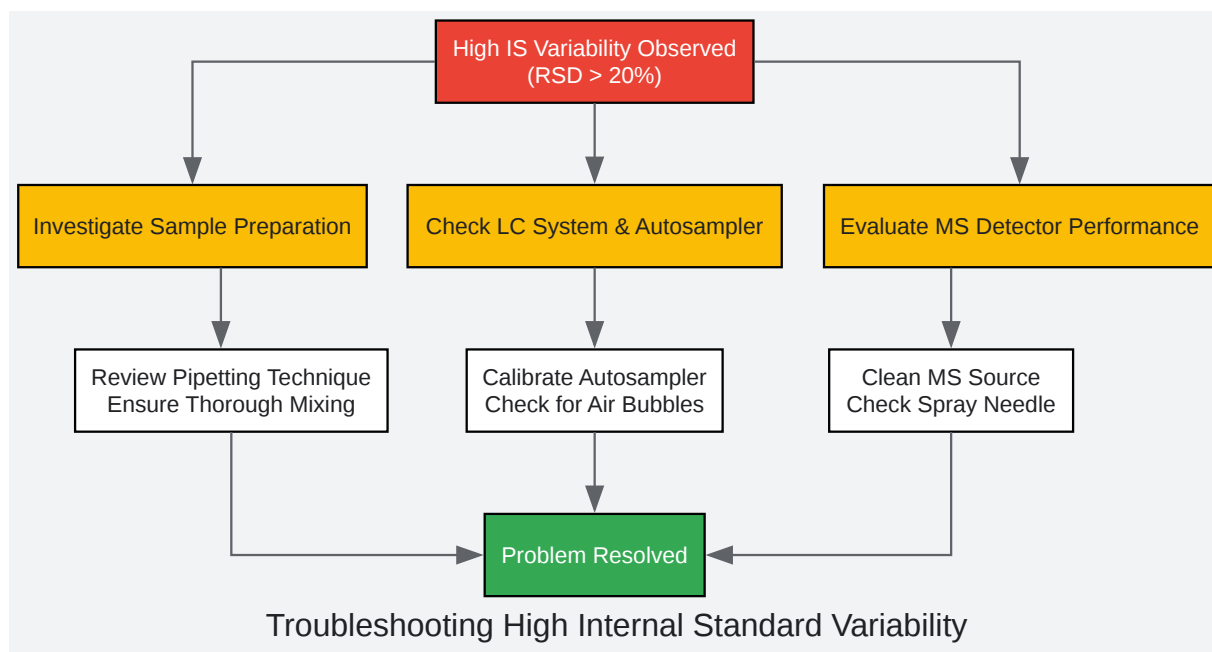 High IS Variability Observed
(RSD > 20%)
Investigate Sample Preparation
Check LC System & Autosampler
Evaluate MS Detector Performance
Review Pipetting Technique
Ensure Thorough Mixing
Calibrate Autosampler
Check for Air Bubbles
Clean MS Source
Check Spray Needle
Problem Resolved
Troubleshooting High Internal Standard Variability